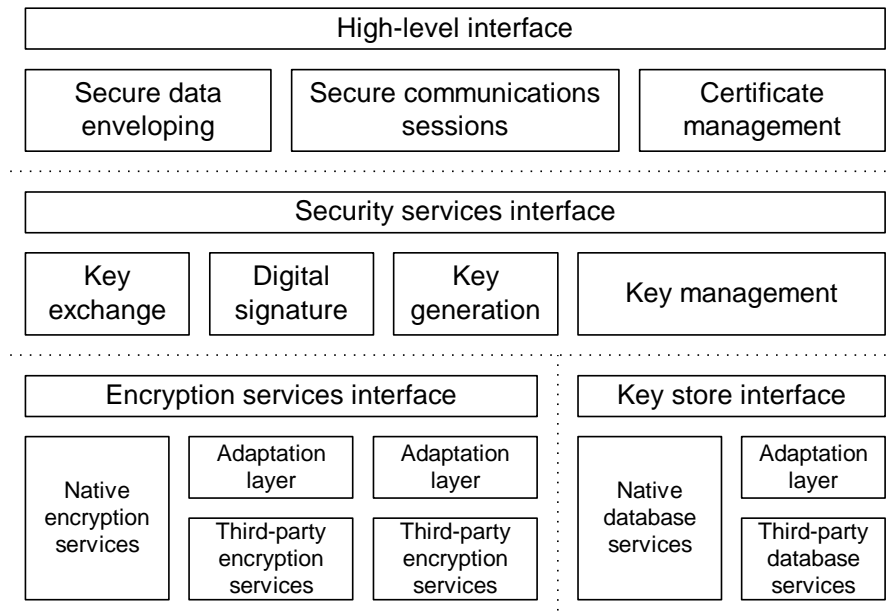 High-level interface
Secure data
enveloping
Secure communications
sessions
Certificate
management
Security services interface
Key
exchange
Digital
signature
Key
generation
Key management
Encryption services interface
Key store interface
Native
encryption
services
Adaptation
layer
Adaptation
layer
Third-party
encryption
services
Third-party
encryption
services
Native
database
services
Adaptation
layer
Third-party
database
services